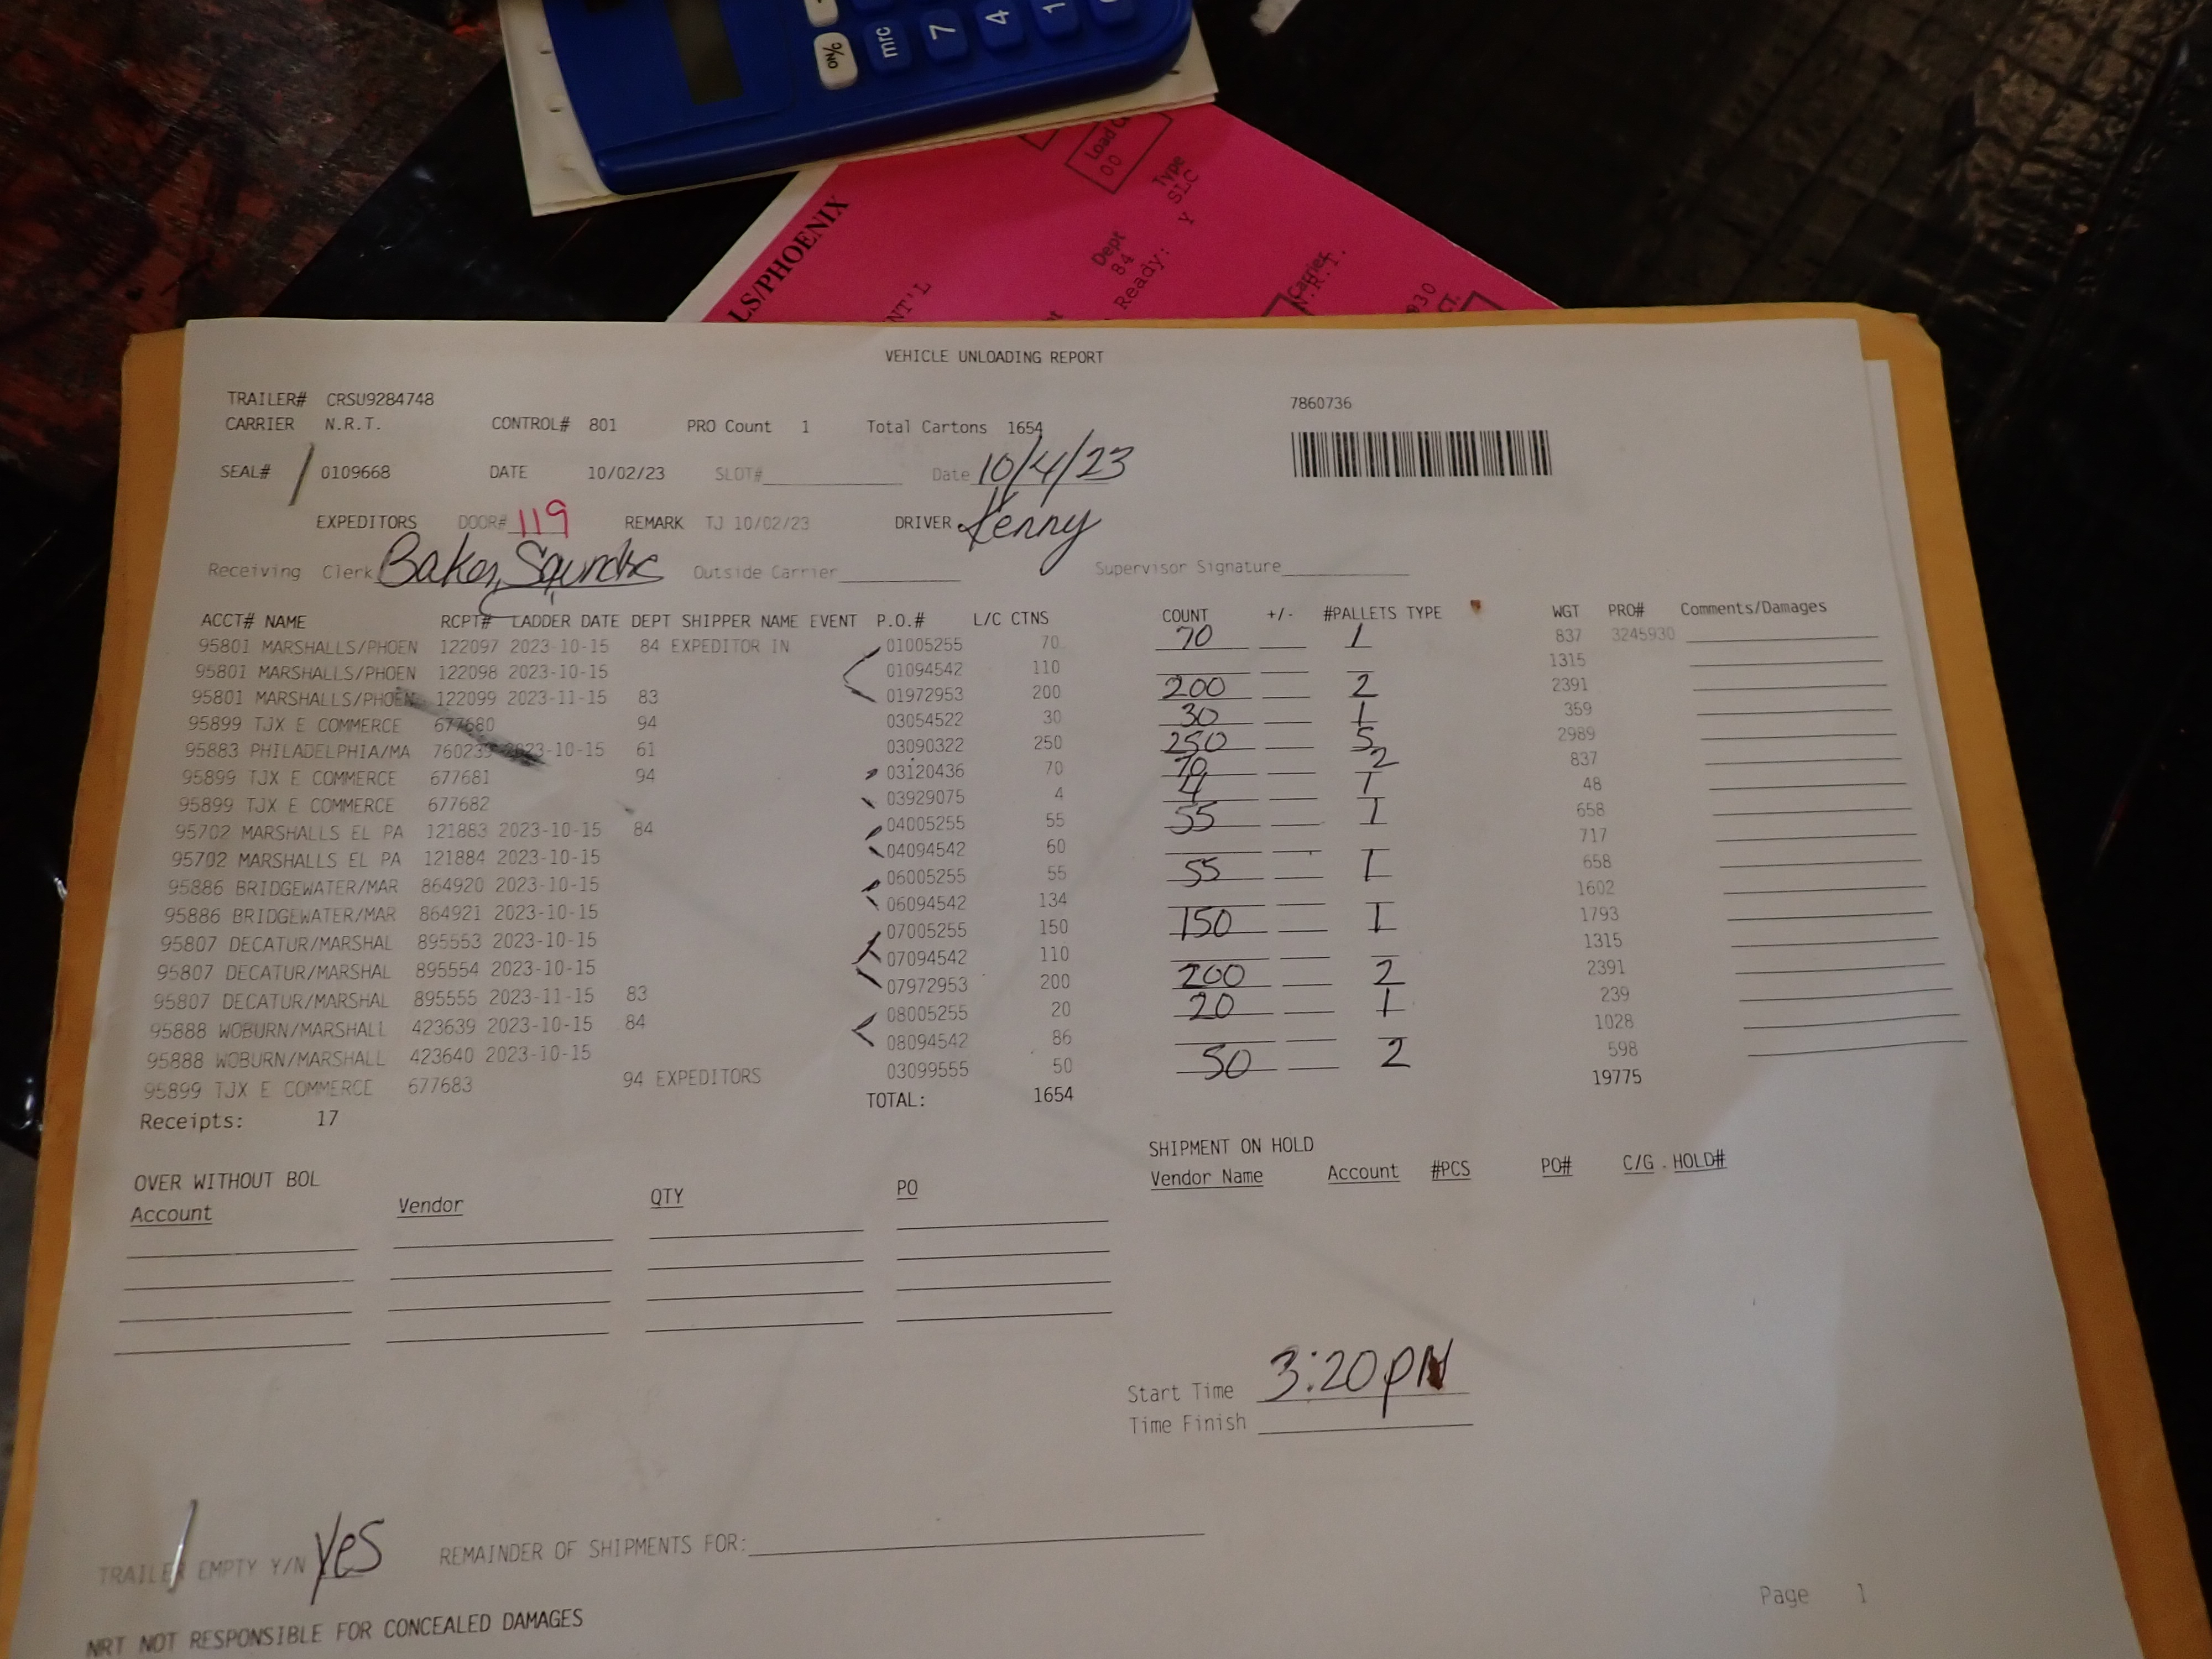 ON/C
mrc
7
4
1
LS/PHOENIX
NT'L
Load
00
Type
SLC
Dept
84
Ready: Y
Carrier
N.R.T.
930
CT.
VEHICLE UNLOADING REPORT
TRAILER# CRSU9284748
7860736
CARRIER N.R.T. CONTROL# 801 PRO Count 1 Total Cartons 1654
SEAL# 0109668 DATE 10/02/23 SLOT# Date 10/4/23
EXPEDITORS DOOR# 119 REMARK TJ 10/02/23 DRIVER Kenny
Receiving Clerk Baker, Outside Carrier Supervisor Signature
ACCT# NAME RCPT# LADDER DATE DEPT SHIPPER NAME EVENT P.O.# L/C CTNS COUNT +/- #PALLETS TYPE WGT PRO# Comments/Damages
95801 MARSHALLS/PHOEN 122097 2023-10-15 84 EXPEDITOR IN 01005255 70 70 1 837 3245930
95801 MARSHALLS/PHOEN 122098 2023-10-15 01094542 110 1315
95801 MARSHALLS/PHOEN 122099 2023-11-15 83 01972953 200 200 2 2391
95899 TJX E COMMERCE 677680 94 03054522 30 30 1 359
95883 PHILADELPHIA/MA 760239 2023-10-15 61 03090322 250 250 5 2989
95899 TJX E COMMERCE 677681 94 03120436 70 70 2 837
95899 TJX E COMMERCE 677682 03929075 4 4 1 48
95702 MARSHALLS EL PA 121883 2023-10-15 84 04005255 55 55 1 658
95702 MARSHALLS EL PA 121884 2023-10-15 04094542 60 717
95886 BRIDGEWATER/MAR 864920 2023-10-15 06005255 55 55 1 658
95886 BRIDGEWATER/MAR 864921 2023-10-15 06094542 134 1602
95807 DECATUR/MARSHAL 895553 2023-10-15 07005255 150 150 1 1793
95807 DECATUR/MARSHAL 895554 2023-10-15 07094542 110 1315
95807 DECATUR/MARSHAL 895555 2023-11-15 83 07972953 200 200 2 2391
95888 WOBURN/MARSHALL 423639 2023-10-15 84 08005255 20 20 1 239
95888 WOBURN/MARSHALL 423640 2023-10-15 08094542 86 1028
95899 TJX E COMMERCE 677683 94 EXPEDITORS 03099555 50 50 2 598
Receipts: 17 TOTAL: 1654 19775
OVER WITHOUT BOL SHIPMENT ON HOLD
Account Vendor QTY PO Vendor Name Account #PCS PO# C/G HOLD#
Start Time 3:20 PM
Time Finish
TRAILER EMPTY Y/N Yes REMAINDER OF SHIPMENTS FOR:
Page 1
NRT NOT RESPONSIBLE FOR CONCEALED DAMAGES